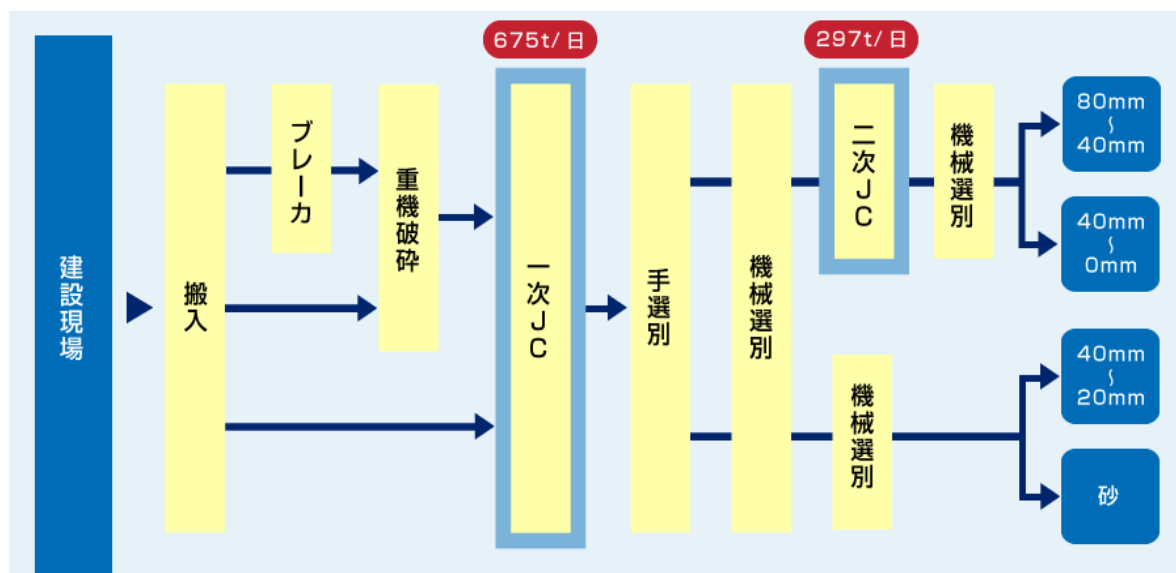 675t/日
297t/日
建設現場
搬入
ブレーカ
重機破砕
一次JC
手選別
機械選別
二次JC
機械選別
80mm
〜
40mm
40mm
〜
0mm
機械選別
40mm
〜
20mm
砂